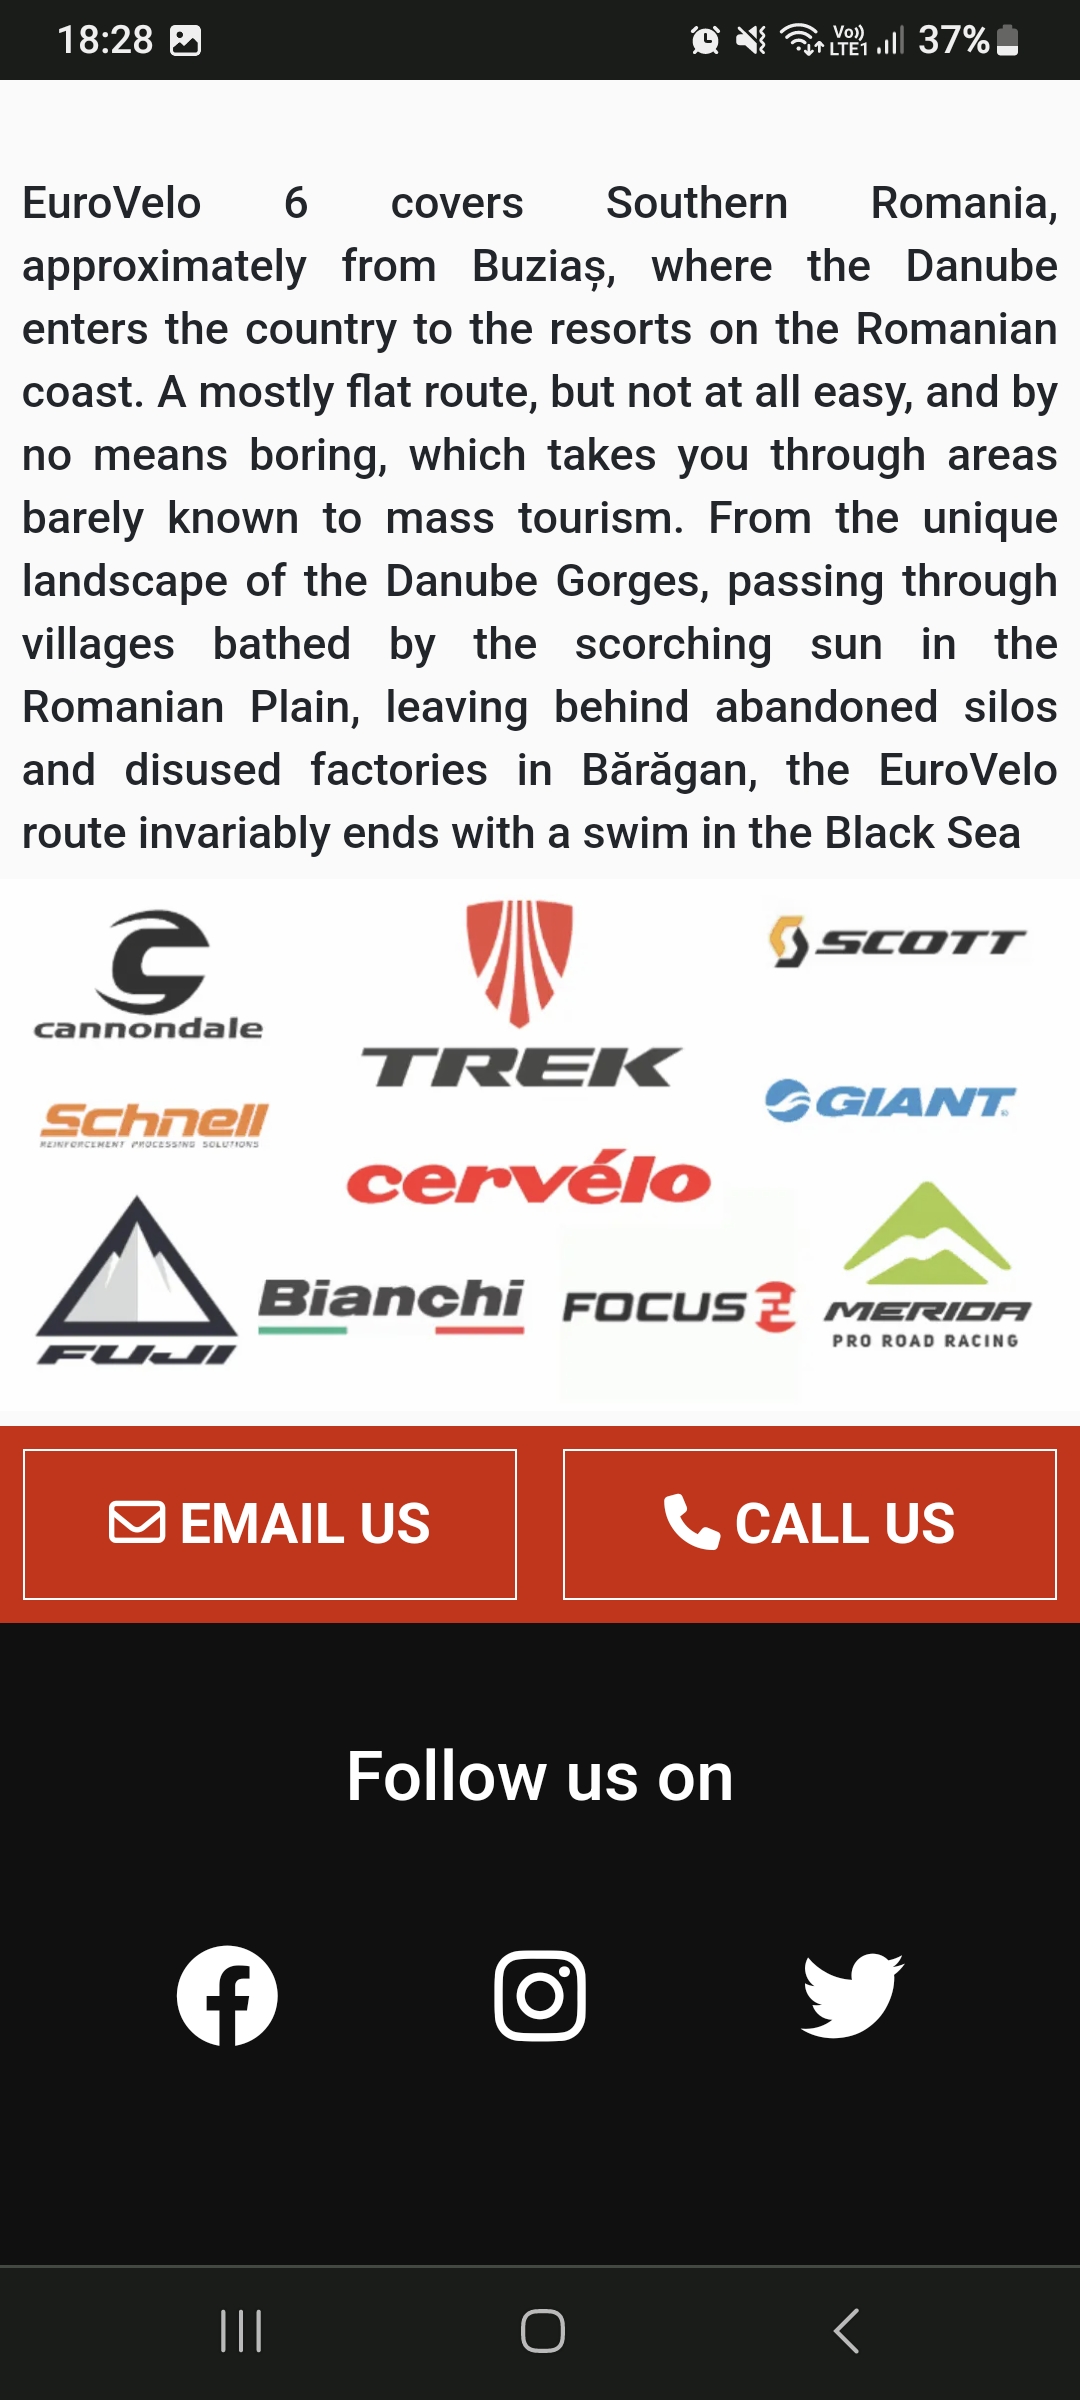 18:28
Vo)) LTE1 37%
EuroVelo 6 covers Southern Romania,
approximately from Buziaș, where the Danube
enters the country to the resorts on the Romanian
coast. A mostly flat route, but not at all easy, and by
no means boring, which takes you through areas
barely known to mass tourism. From the unique
landscape of the Danube Gorges, passing through
villages bathed by the scorching sun in the
Romanian Plain, leaving behind abandoned silos
and disused factories in Bărăgan, the EuroVelo
route invariably ends with a swim in the Black Sea
cannondale
TREK
SCOTT
Schnell
REINFORCEMENT PROCESSING SOLUTIONS
GIANT
cervélo
FUJI
Bianchi
FOCUS
MERIDA
PRO ROAD RACING
EMAIL US
CALL US
Follow us on